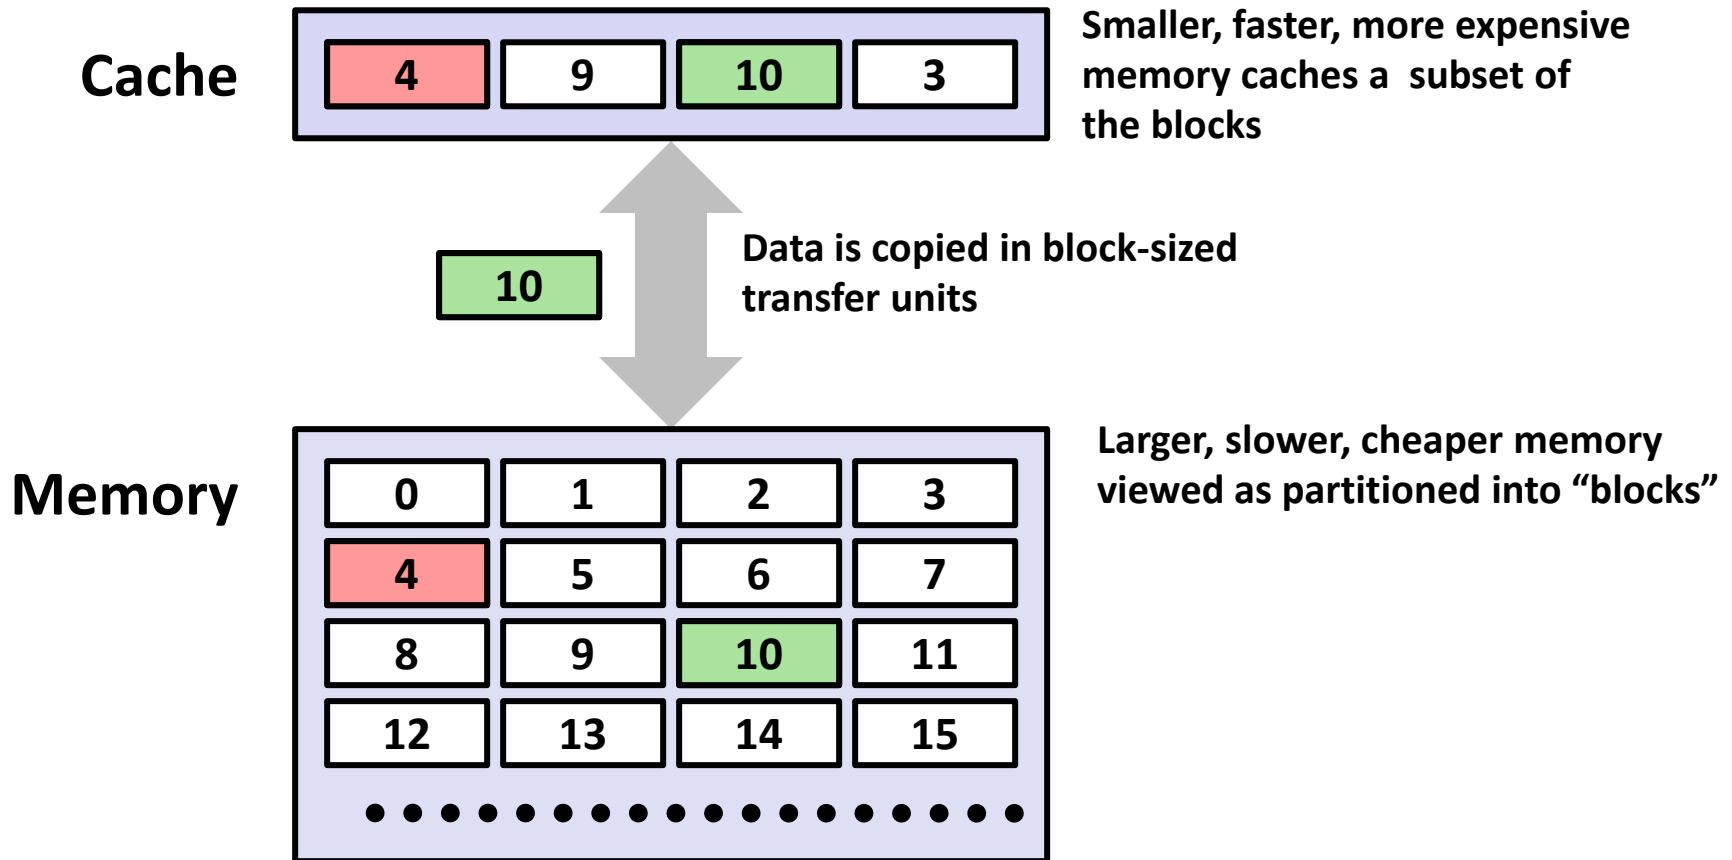 Cache
4 9 10 3
Smaller, faster, more expensive
memory caches a subset of
the blocks
10
Data is copied in block-sized
transfer units
Memory
0 1 2 3
4 5 6 7
8 9 10 11
12 13 14 15
Larger, slower, cheaper memory
viewed as partitioned into “blocks”